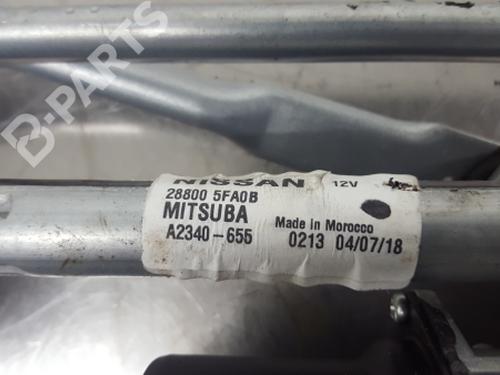 B-PARTS
NISSAN 12V
28800 5FA0B
MITSUBA Made in Morocco
A2340-655 0213 04/07/18